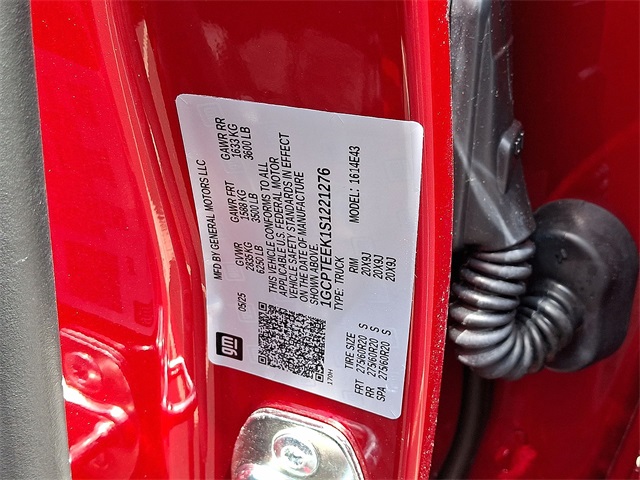 gm
MFD BY GENERAL MOTORS LLC
05/25
GVWR GAWR FRT GAWR RR
2835 KG 1588 KG 1633 KG
6250 LB 3500 LB 3600 LB
THIS VEHICLE CONFORMS TO ALL
APPLICABLE U.S. FEDERAL MOTOR
VEHICLE SAFETY STANDARDS IN EFFECT
ON THE DATE OF MANUFACTURE
SHOWN ABOVE.
1GCPTEEK1S1221276
TYPE: TRUCK MODEL: 1614E43
170H
TIRE SIZE RIM
FRT 275/60R20 S 20X9J
RR 275/60R20 S 20X9J
SPA 275/60R20 S 20X9J